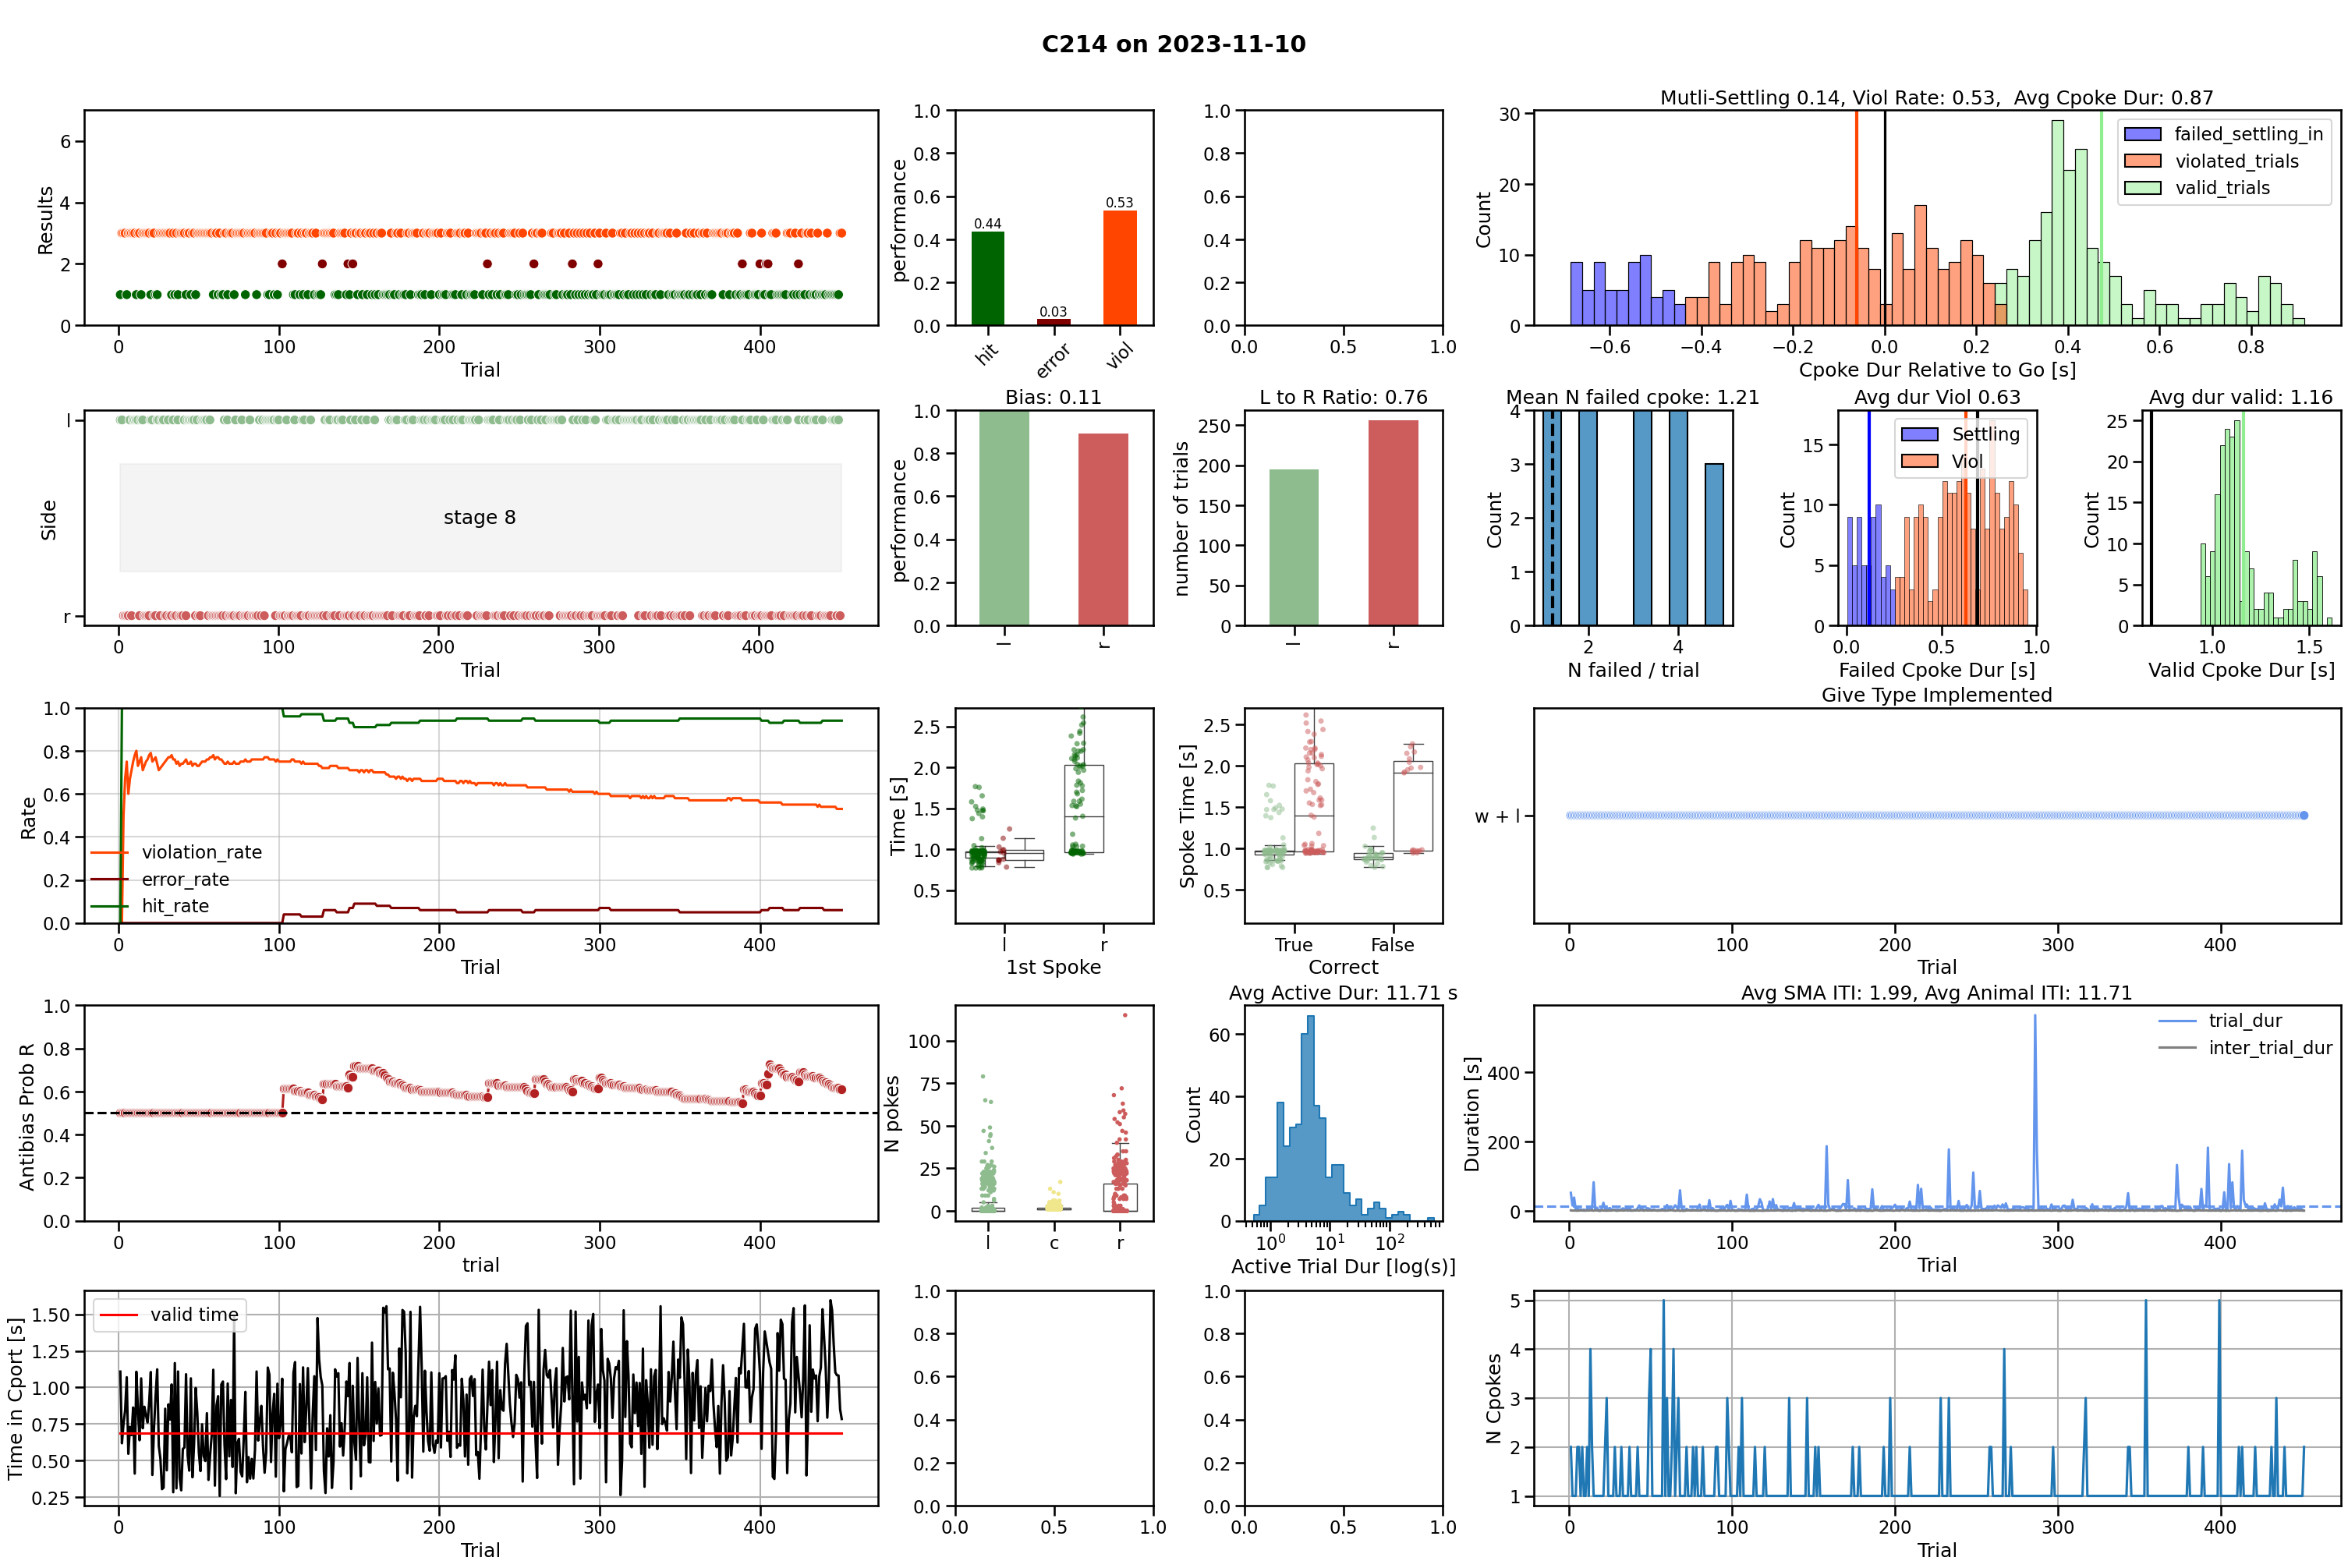 C214 on 2023-11-10
Results
6
4
2
0
0
100
200
300
400
Trial
performance
1.0
0.8
0.6
0.4
0.2
0.0
0.44
0.03
0.53
hit
error
viol
1.0
0.8
0.6
0.4
0.2
0.0
0.0
0.5
1.0
Mutli-Settling 0.14, Viol Rate: 0.53,  Avg Cpoke Dur: 0.87
Count
30
20
10
0
failed_settling_in
violated_trials
valid_trials
−0.6
−0.4
−0.2
0.0
0.2
0.4
0.6
0.8
Cpoke Dur Relative to Go [s]
Side
l
r
stage 8
0
100
200
300
400
Trial
Bias: 0.11
performance
1.0
0.8
0.6
0.4
0.2
0.0
l
r
L to R Ratio: 0.76
number of trials
250
200
150
100
50
0
l
r
Mean N failed cpoke: 1.21
Count
4
3
2
1
0
2
4
N failed / trial
Avg dur Viol 0.63
Count
15
10
5
0
Settling
Viol
0.0
0.5
1.0
Failed Cpoke Dur [s]
Avg dur valid: 1.16
Count
25
20
15
10
5
0
1.0
1.5
Valid Cpoke Dur [s]
Rate
1.0
0.8
0.6
0.4
0.2
0.0
violation_rate
error_rate
hit_rate
0
100
200
300
400
Trial
Time [s]
2.5
2.0
1.5
1.0
0.5
l
r
1st Spoke
Spoke Time [s]
2.5
2.0
1.5
1.0
0.5
True
False
Correct
Give Type Implemented
w + l
0
100
200
300
400
Trial
Antibias Prob R
1.0
0.8
0.6
0.4
0.2
0.0
0
100
200
300
400
trial
N pokes
100
75
50
25
0
l
c
r
Avg Active Dur: 11.71 s
Count
60
40
20
0
10⁰
10¹
10²
Active Trial Dur [log(s)]
Avg SMA ITI: 1.99, Avg Animal ITI: 11.71
Duration [s]
400
200
0
trial_dur
inter_trial_dur
0
100
200
300
400
Trial
Time in Cport [s]
1.50
1.25
1.00
0.75
0.50
0.25
valid time
0
100
200
300
400
Trial
1.0
0.8
0.6
0.4
0.2
0.0
0.0
0.5
1.0
1.0
0.8
0.6
0.4
0.2
0.0
0.0
0.5
1.0
N Cpokes
5
4
3
2
1
0
100
200
300
400
Trial